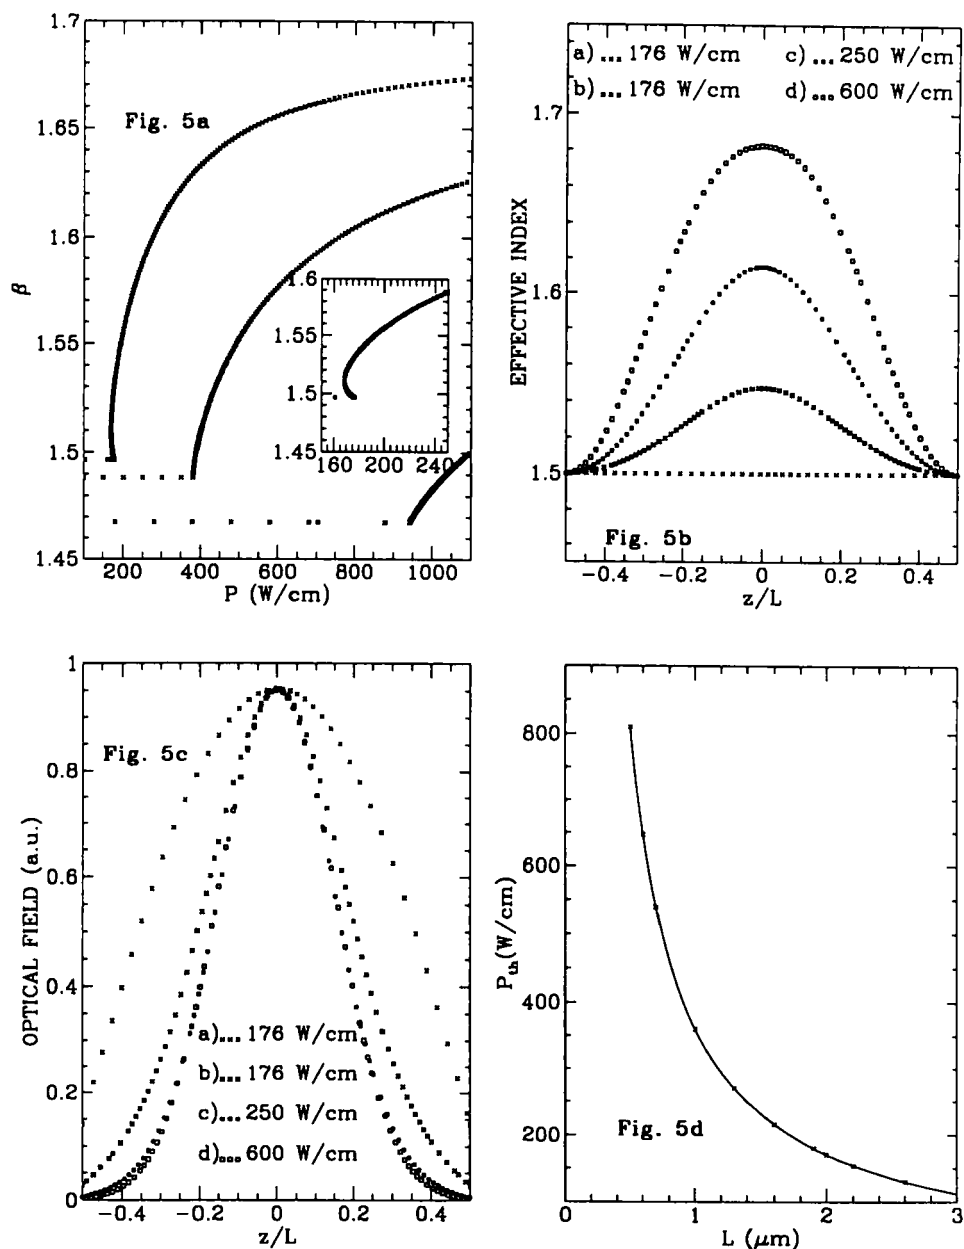 1.7
1.65
1.6
1.55
1.5
1.45
β
Fig. 5a
200 400 600 800 1000
P (W/cm)
1.6
1.55
1.5
1.45
160 200 240
a)... 176 W/cm c)... 250 W/cm
b)... 176 W/cm d)... 600 W/cm
1.7
1.6
1.5
EFFECTIVE INDEX
Fig. 5b
−0.4 −0.2 0 0.2 0.4
z/L
1
0.8
0.6
0.4
0.2
0
OPTICAL FIELD (a.u.)
Fig. 5c
a)... 176 W/cm
b)... 176 W/cm
c)... 250 W/cm
d)... 600 W/cm
−0.4 −0.2 0 0.2 0.4
z/L
800
600
400
200
P_th(W/cm)
Fig. 5d
0 1 2 3
L (μm)